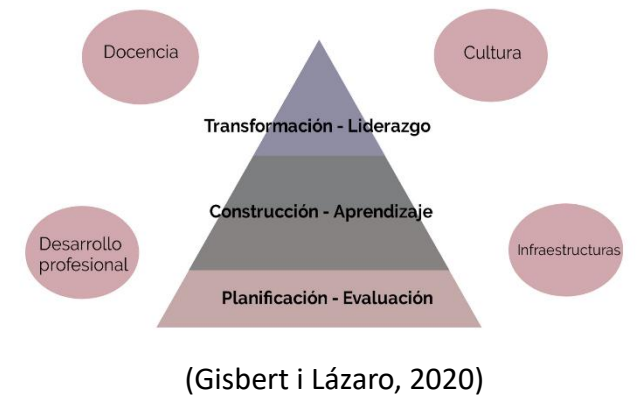 Docencia
Cultura
Transformación - Liderazgo
Construcción - Aprendizaje
Desarrollo
profesional
Infraestructuras
Planificación - Evaluación
(Gisbert i Lázaro, 2020)